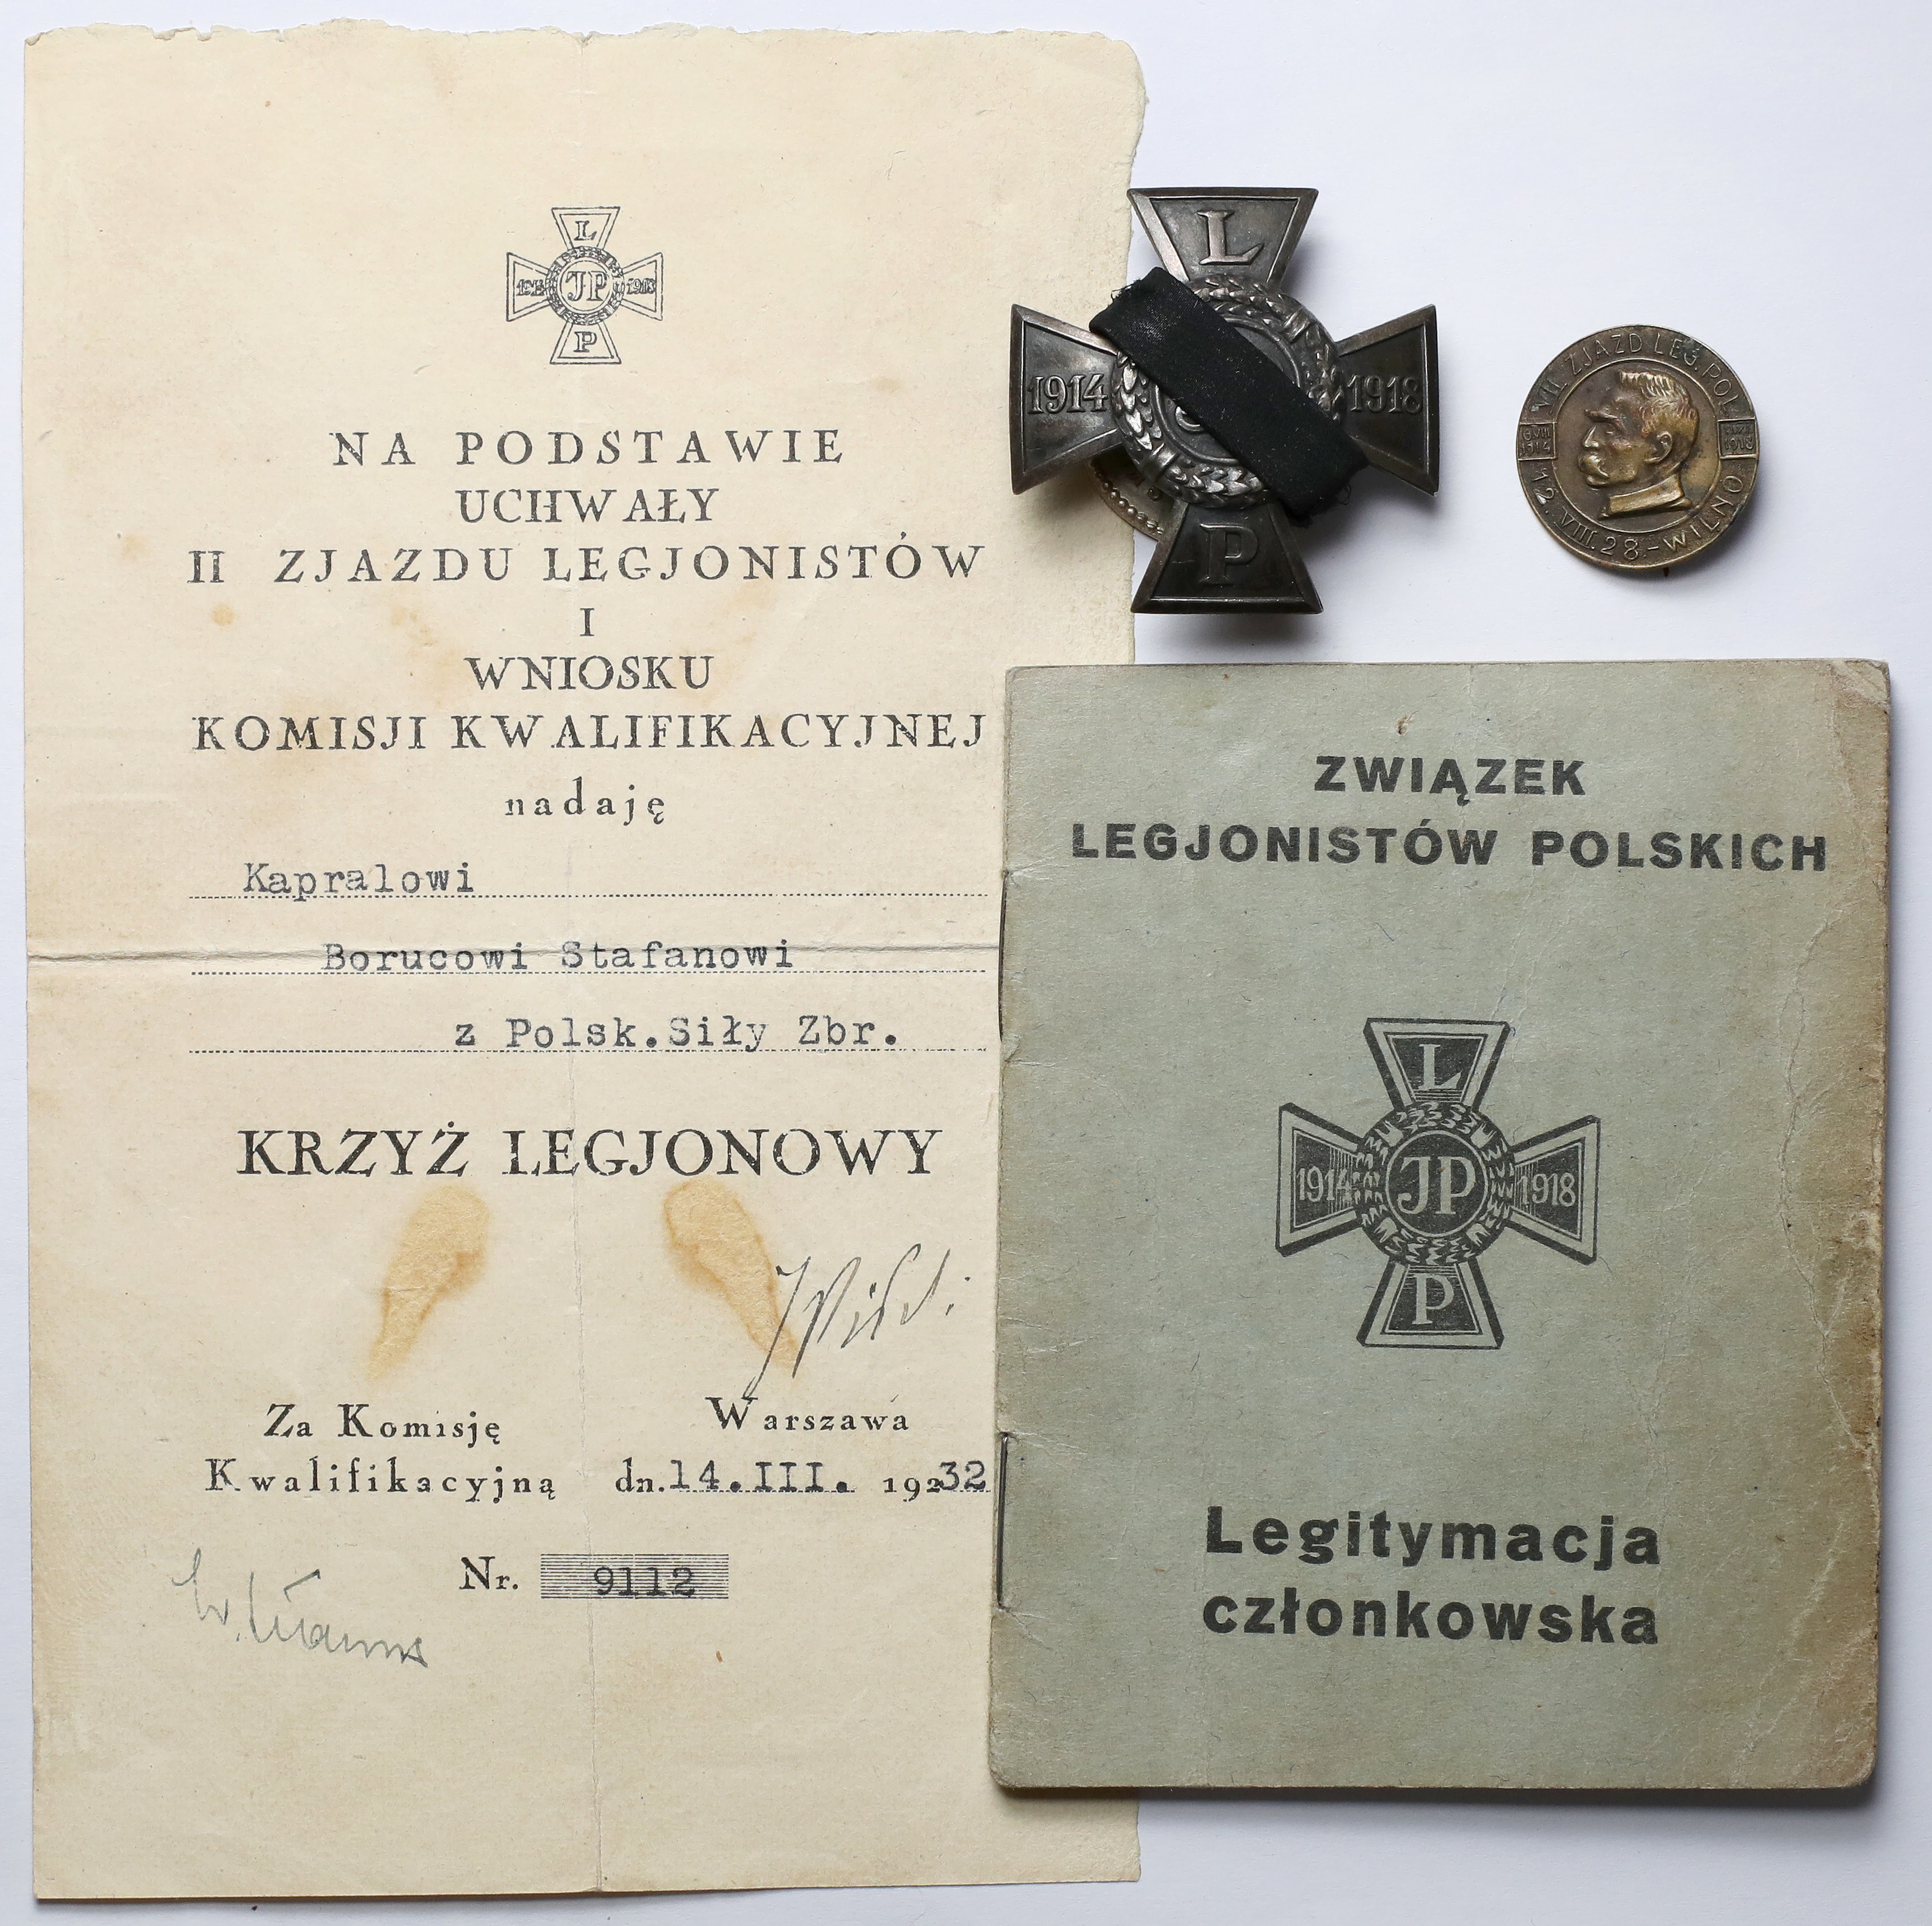 L
1914 JP 1918
P
NA PODSTAWIE
UCHWAŁY
II ZJAZDU LEGJONISTÓW
I
WNIOSKU
KOMISJI KWALIFIKACYJNEJ
nadaję
Kapralowi
Borucowi Stafanowi
z Polsk.Siły Zbr.
KRZYŻ LEGJONOWY
Za Komisję
Kwalifikacyjną
Warszawa
dn.14.III. 19232
Nr. 9112
L
1914 1918
P
VII. ZJAZD LEG. POL.
12. VIII. 28.-WILNO
ZWIĄZEK
LEGJONISTÓW POLSKICH
L
1914 JP 1918
P
Legitymacja
członkowska